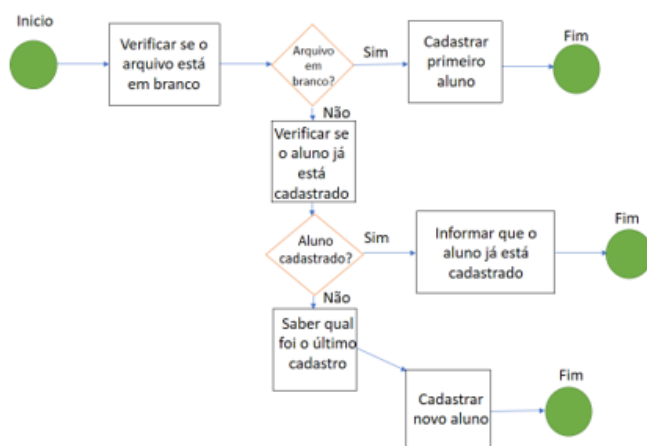 Inicio
Verificar se o
arquivo está
em branco
Arquivo
em
branco?
Sim
Cadastrar
primeiro
aluno
Fim
Não
Verificar se
o aluno já
está
cadastrado
Aluno
cadastrado?
Sim
Informar que o
aluno já está
cadastrado
Fim
Não
Saber qual
foi o último
cadastro
Cadastrar
novo aluno
Fim